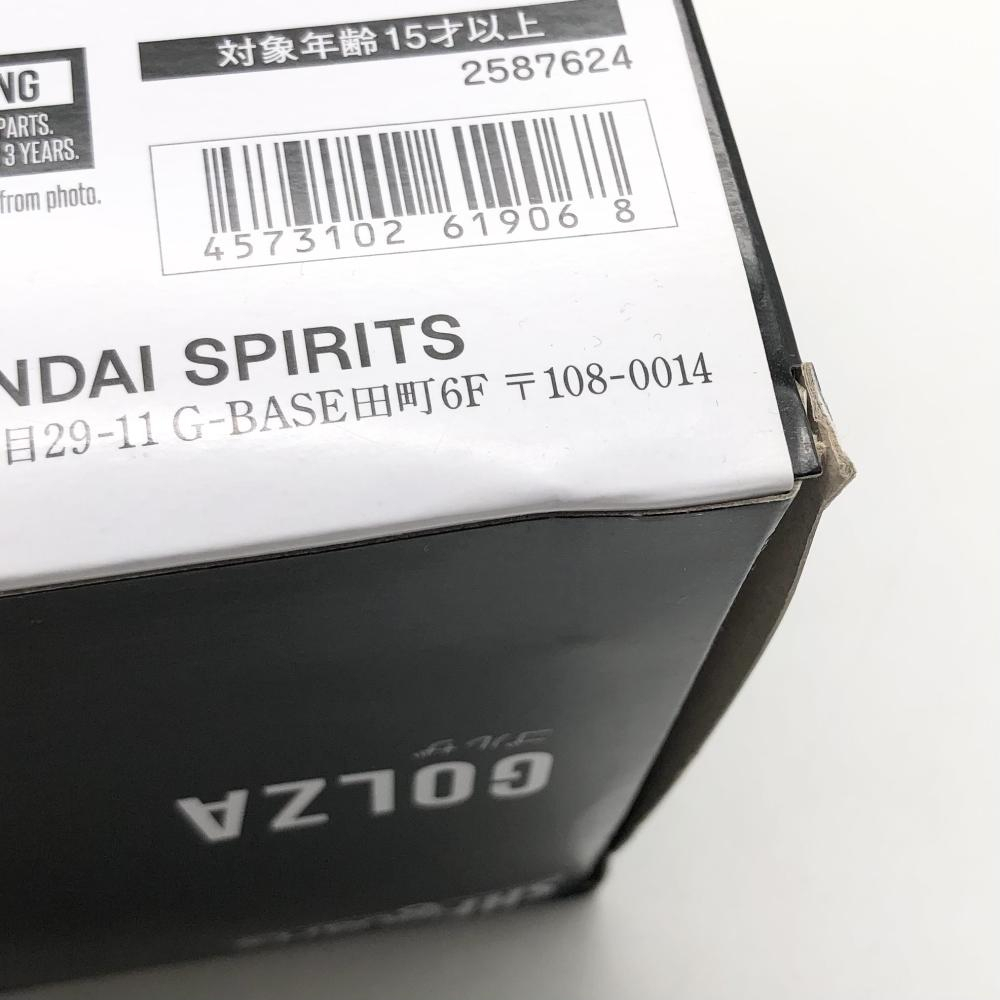 NG
PARTS.
3 YEARS.
from photo.
対象年齢15才以上
2587624
4573102 61906 8
NDAI SPIRITS
目29-11 G-BASE田町6F 〒108-0014
ゴルザ
GOLZA